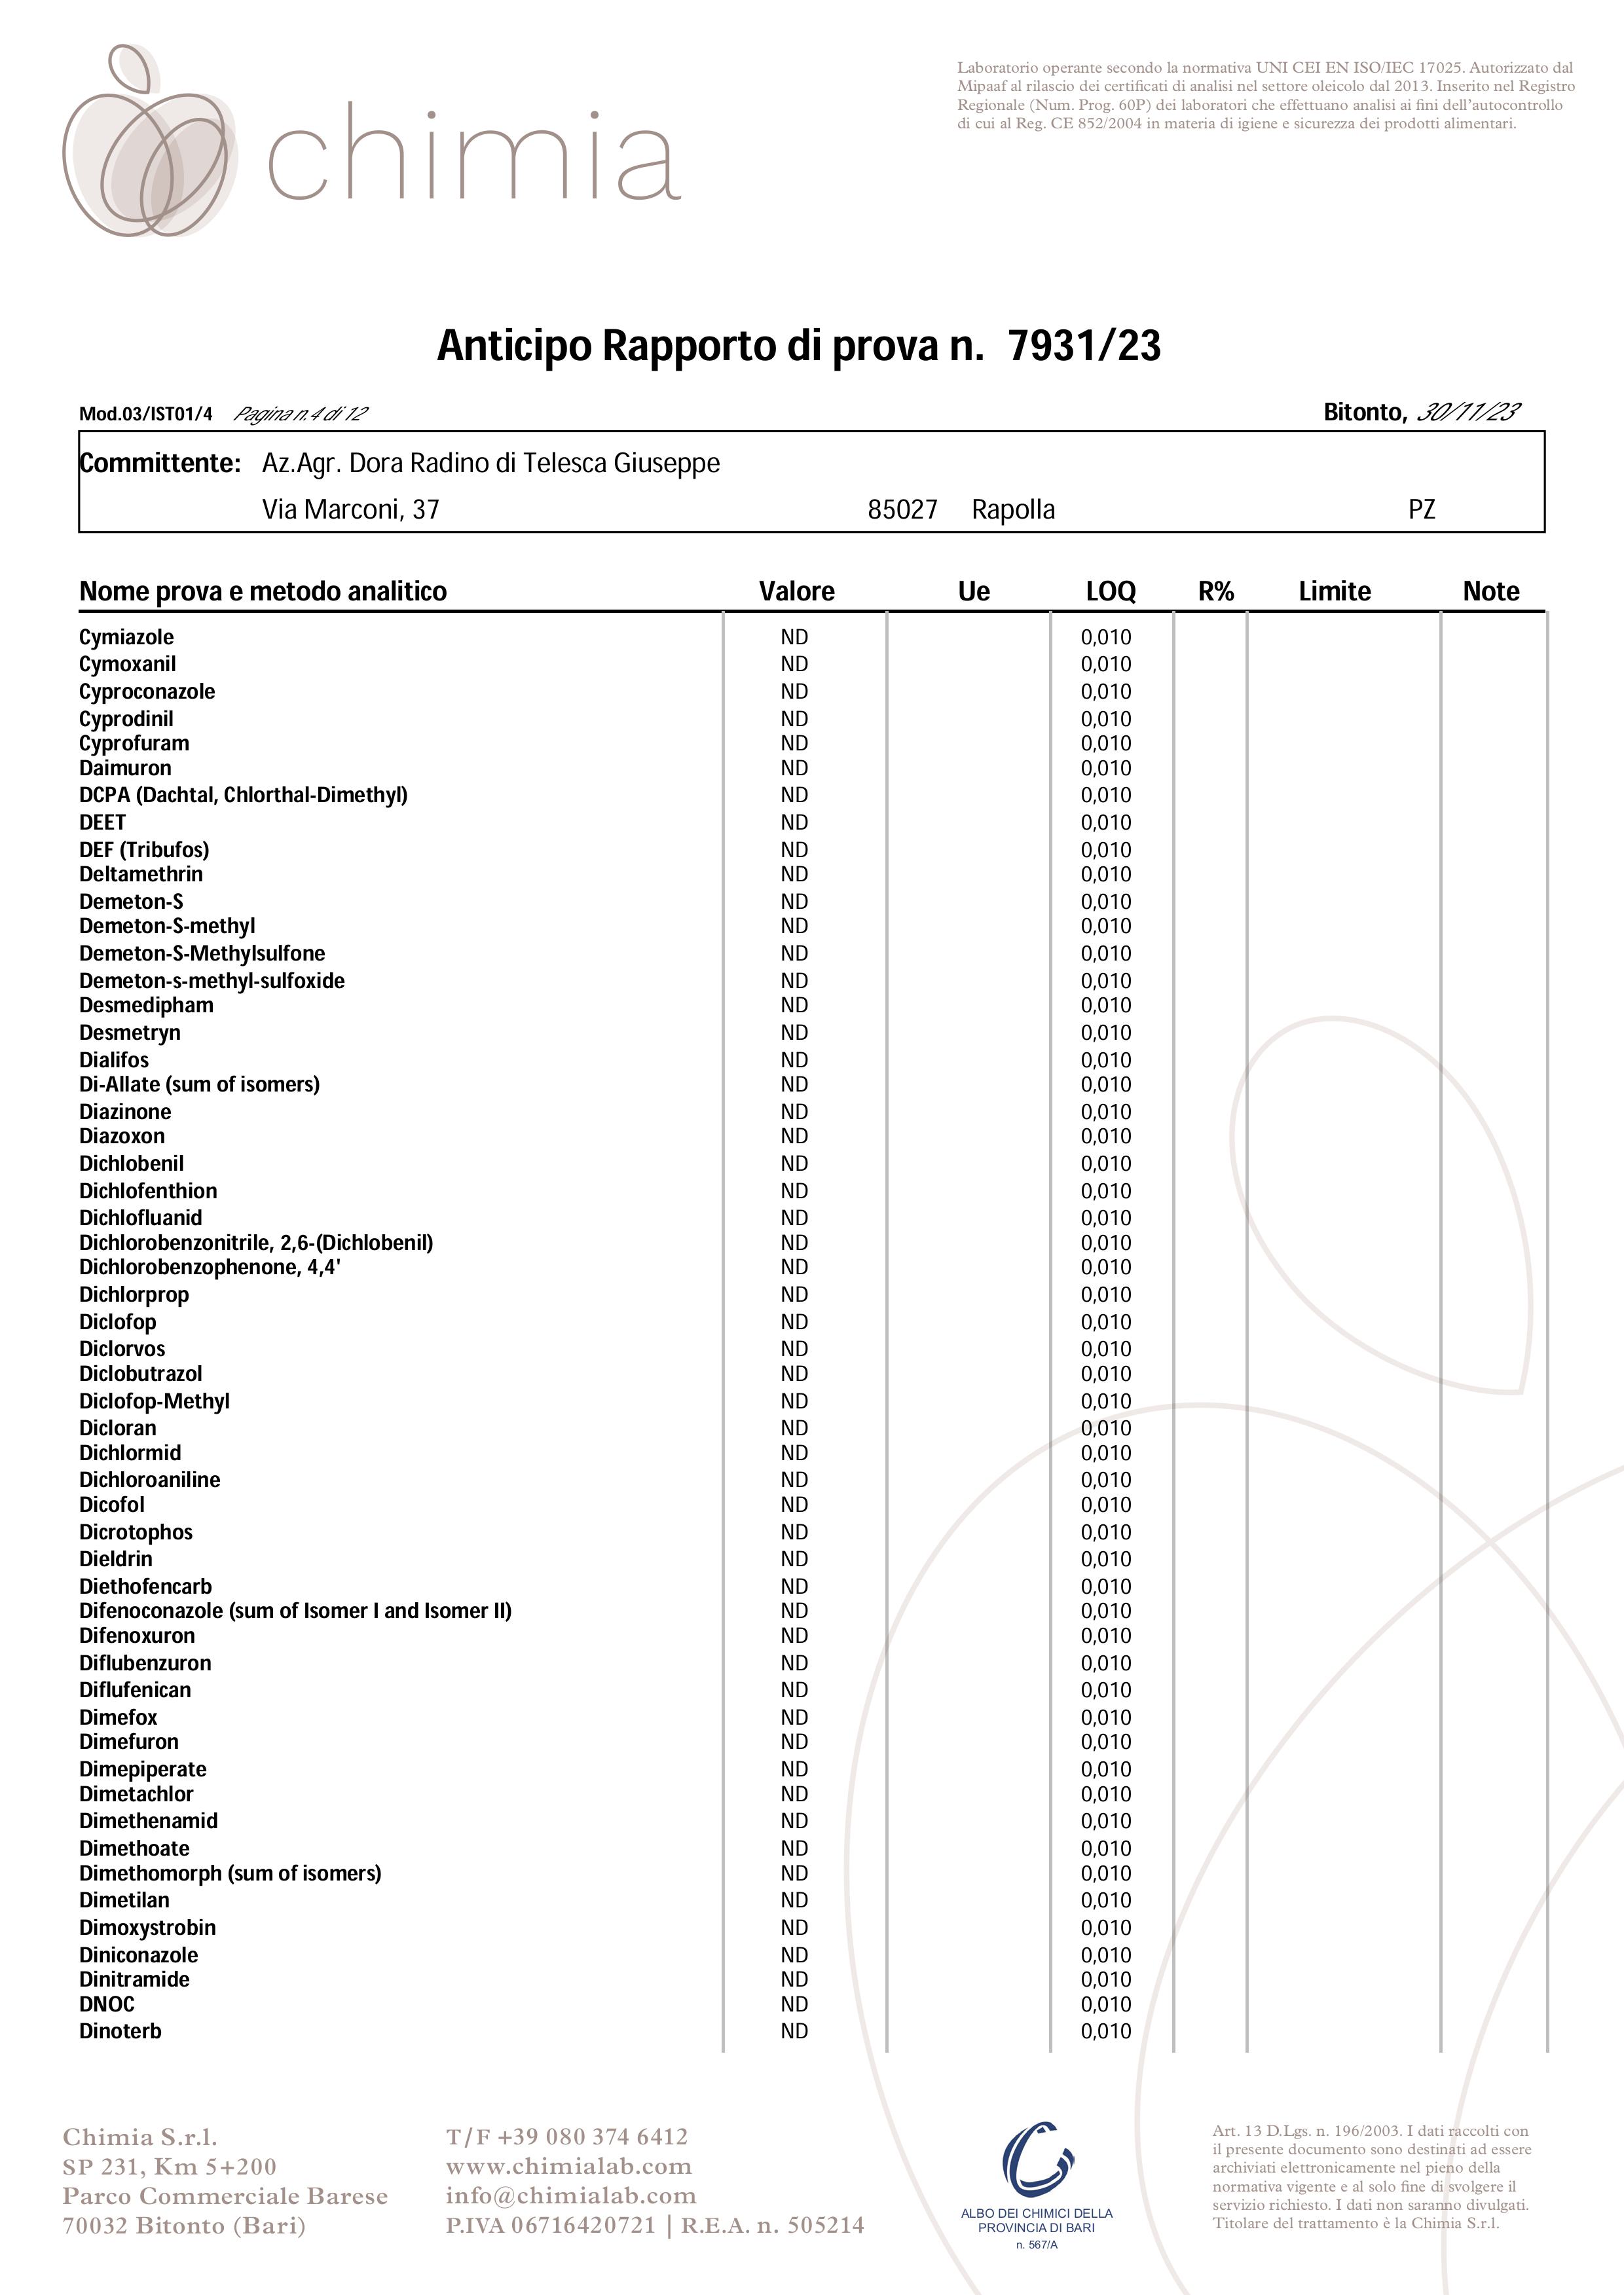 chimia
Laboratorio operante secondo la normativa UNI CEI EN ISO/IEC 17025. Autorizzato dal
Mipaaf al rilascio dei certificati di analisi nel settore oleicolo dal 2013. Inserito nel Registro
Regionale (Num. Prog. 60P) dei laboratori che effettuano analisi ai fini dell'autocontrollo
di cui al Reg. CE 852/2004 in materia di igiene e sicurezza dei prodotti alimentari.
Anticipo Rapporto di prova n. 7931/23
Mod.03/IST01/4 Pagina n. 4 di 12 Bitonto, 30/11/23
Committente: Az.Agr. Dora Radino di Telesca Giuseppe
Via Marconi, 37 85027 Rapolla PZ
Nome prova e metodo analitico Valore Ue LOQ R% Limite Note
Cymiazole ND 0,010
Cymoxanil ND 0,010
Cyproconazole ND 0,010
Cyprodinil ND 0,010
Cyprofuram ND 0,010
Daimuron ND 0,010
DCPA (Dachtal, Chlorthal-Dimethyl) ND 0,010
DEET ND 0,010
DEF (Tribufos) ND 0,010
Deltamethrin ND 0,010
Demeton-S ND 0,010
Demeton-S-methyl ND 0,010
Demeton-S-Methylsulfone ND 0,010
Demeton-s-methyl-sulfoxide ND 0,010
Desmedipham ND 0,010
Desmetryn ND 0,010
Dialifos ND 0,010
Di-Allate (sum of isomers) ND 0,010
Diazinone ND 0,010
Diazoxon ND 0,010
Dichlobenil ND 0,010
Dichlofenthion ND 0,010
Dichlofluanid ND 0,010
Dichlorobenzonitrile, 2,6-(Dichlobenil) ND 0,010
Dichlorobenzophenone, 4,4' ND 0,010
Dichlorprop ND 0,010
Diclofop ND 0,010
Diclorvos ND 0,010
Diclobutrazol ND 0,010
Diclofop-Methyl ND 0,010
Dicloran ND 0,010
Dichlormid ND 0,010
Dichloroaniline ND 0,010
Dicofol ND 0,010
Dicrotophos ND 0,010
Dieldrin ND 0,010
Diethofencarb ND 0,010
Difenoconazole (sum of Isomer I and Isomer II) ND 0,010
Difenoxuron ND 0,010
Diflubenzuron ND 0,010
Diflufenican ND 0,010
Dimefox ND 0,010
Dimefuron ND 0,010
Dimepiperate ND 0,010
Dimetachlor ND 0,010
Dimethenamid ND 0,010
Dimethoate ND 0,010
Dimethomorph (sum of isomers) ND 0,010
Dimetilan ND 0,010
Dimoxystrobin ND 0,010
Diniconazole ND 0,010
Dinitramide ND 0,010
DNOC ND 0,010
Dinoterb ND 0,010
Chimia S.r.l.
SP 231, Km 5+200
Parco Commerciale Barese
70032 Bitonto (Bari)
T/F +39 080 374 6412
www.chimialab.com
info@chimialab.com
P.IVA 06716420721 | R.E.A. n. 505214
ALBO DEI CHIMICI DELLA
PROVINCIA DI BARI
n. 567/A
Art. 13 D.Lgs. n. 196/2003. I dati raccolti con
il presente documento sono destinati ad essere
archiviati elettronicamente nel pieno della
normativa vigente e al solo fine di svolgere il
servizio richiesto. I dati non saranno divulgati.
Titolare del trattamento è la Chimia S.r.l.